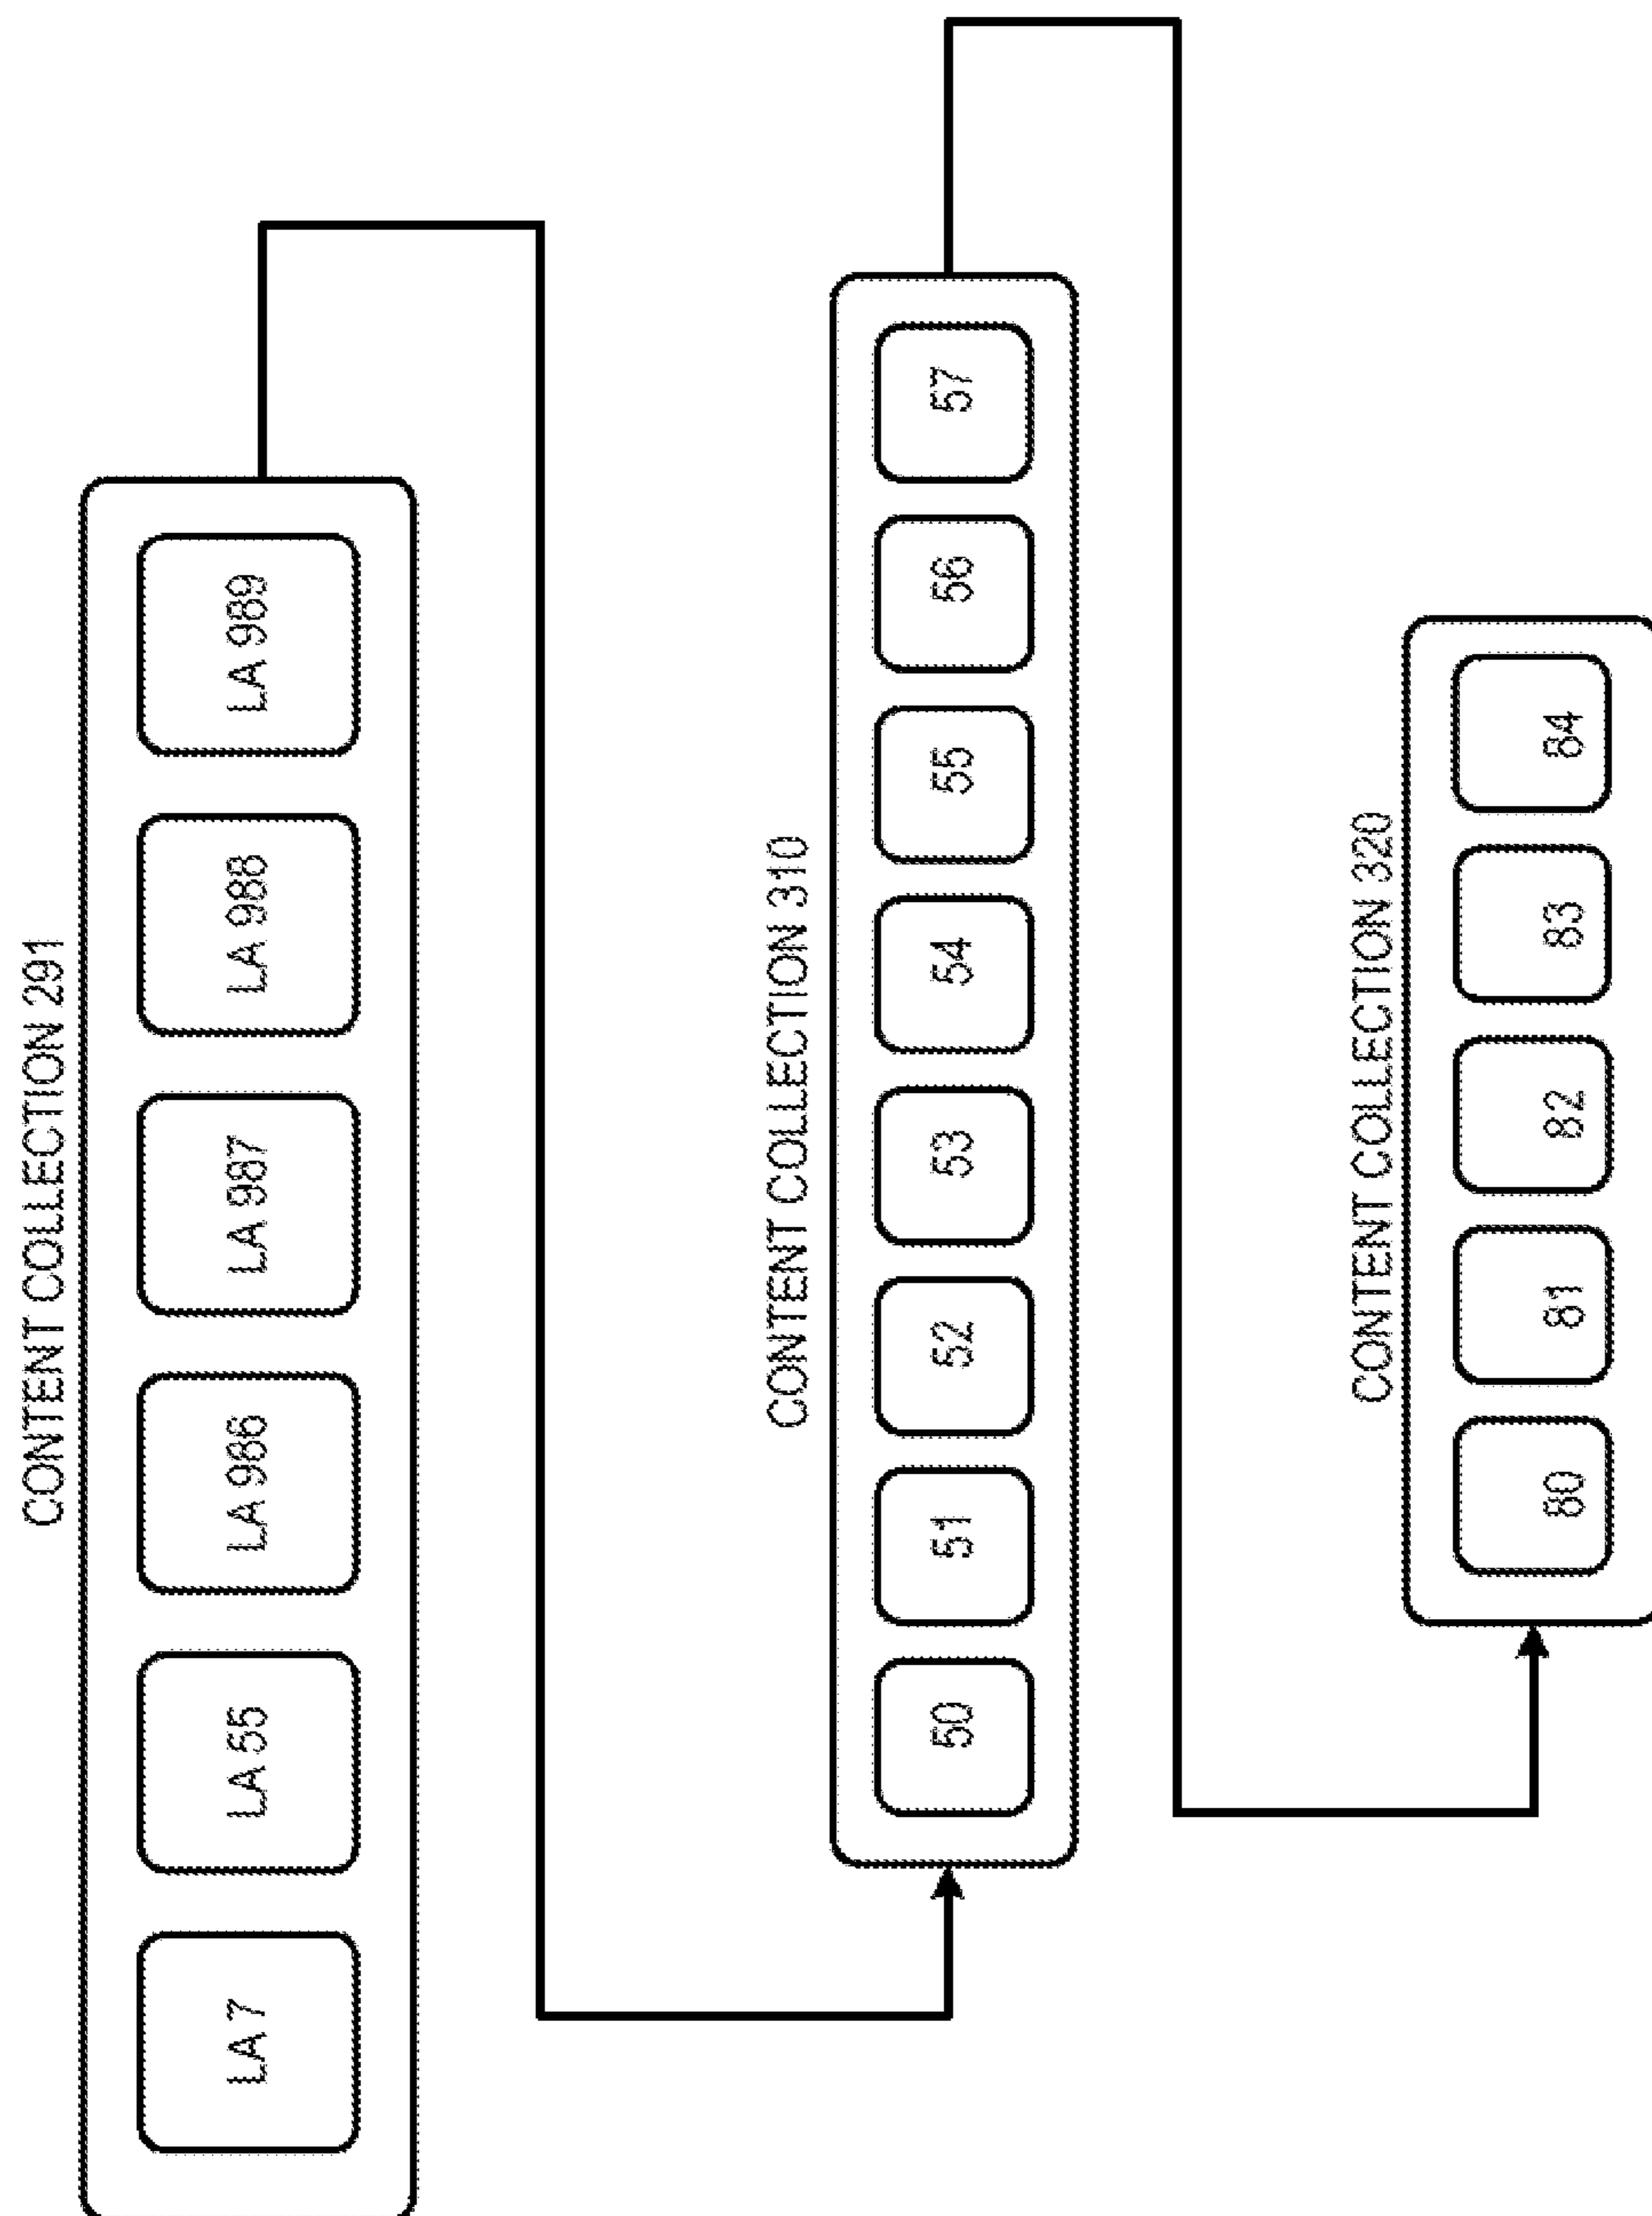 CONTENT COLLECTION 291
LA 7
LA 55
LA 986
LA 987
LA 988
LA 989
CONTENT COLLECTION 310
50
51
52
53
54
55
56
57
CONTENT COLLECTION 320
80
81
82
83
84